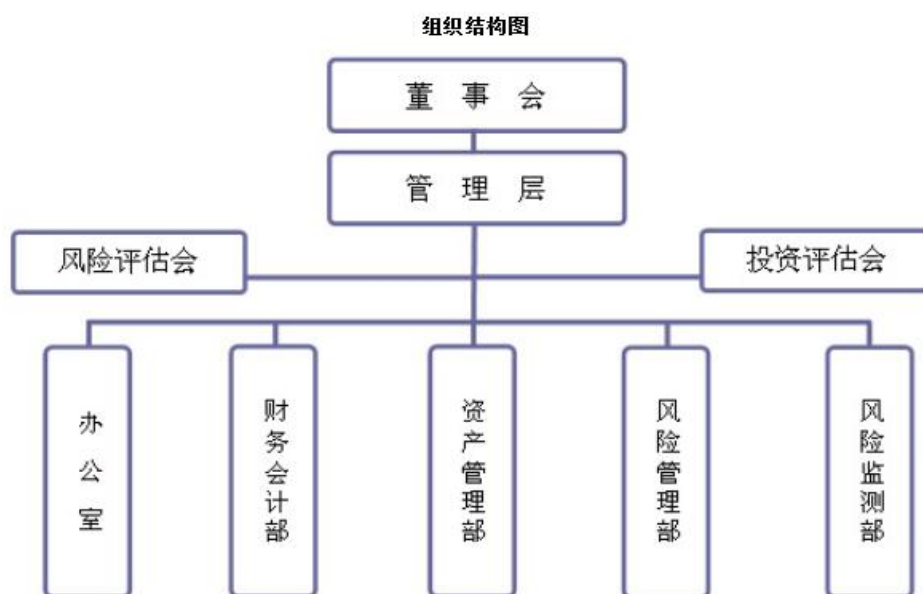 组织结构图
董事会
管理层
风险评估会
投资评估会
办公室
财务会计部
资产管理部
风险管理部
风险监测部